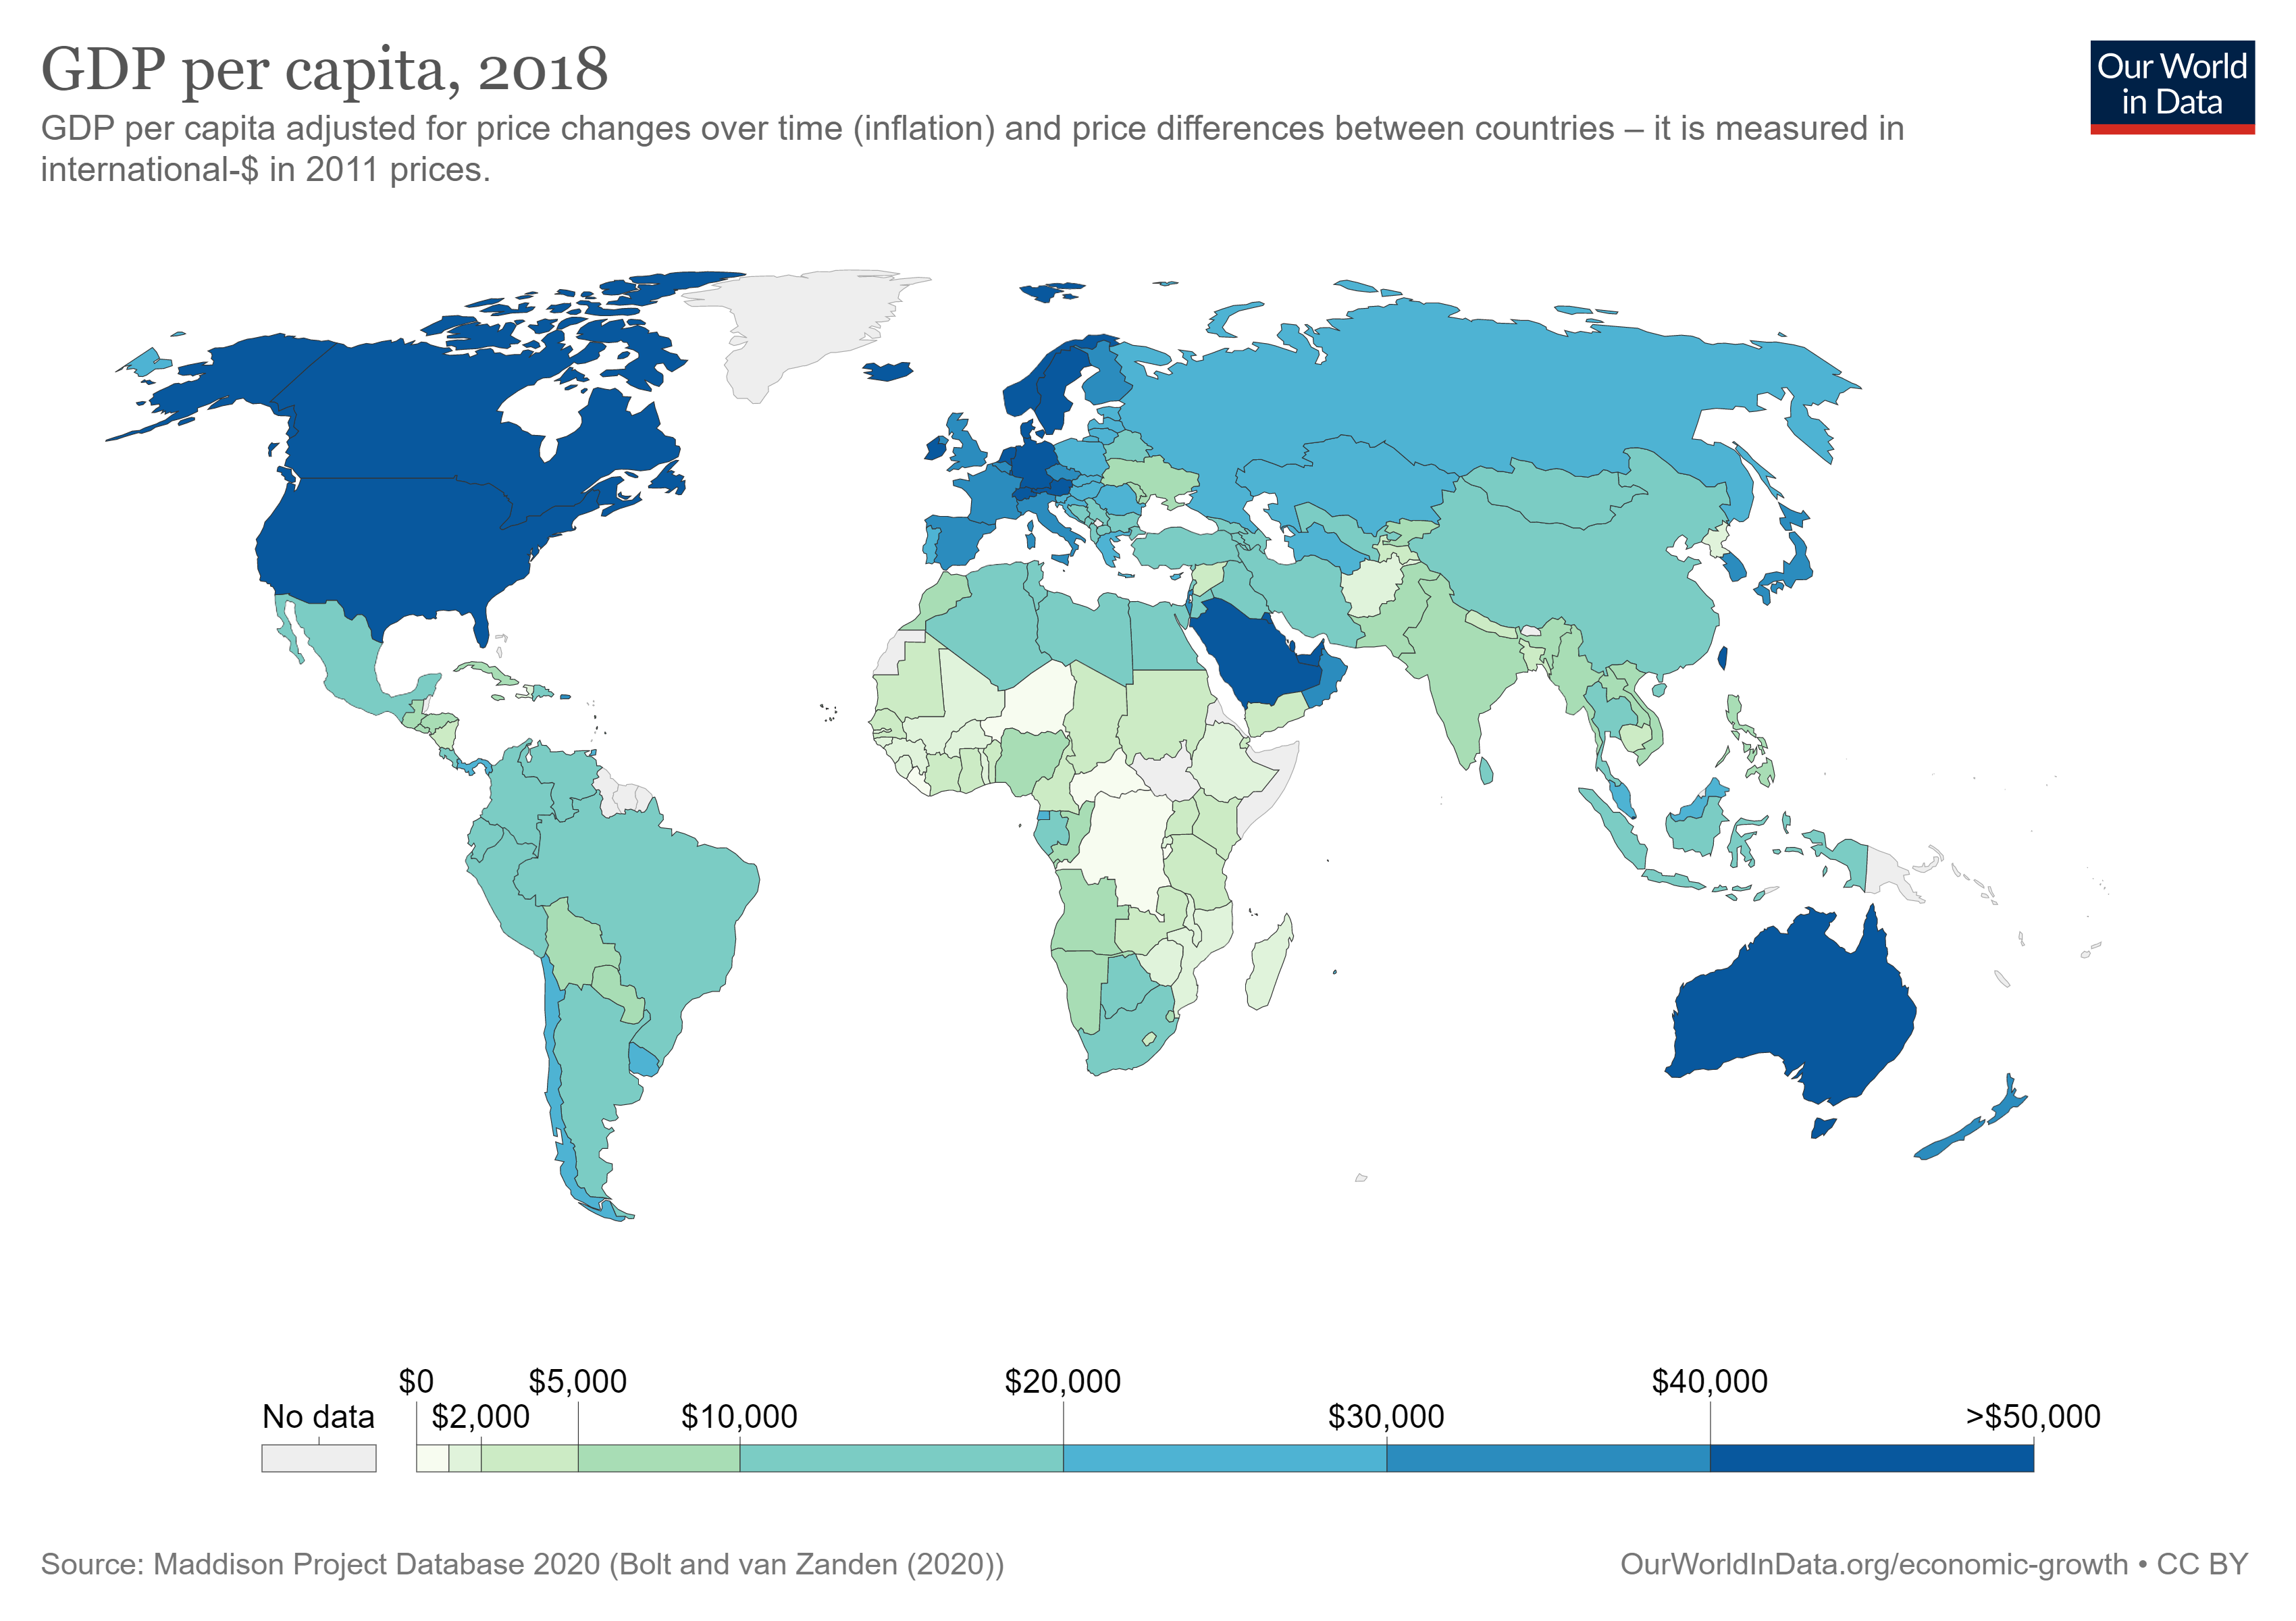 GDP per capita, 2018
GDP per capita adjusted for price changes over time (inflation) and price differences between countries – it is measured in
international-$ in 2011 prices.
Our World
in Data
$0
$5,000
$20,000
$40,000
No data
$2,000
$10,000
$30,000
>$50,000
Source: Maddison Project Database 2020 (Bolt and van Zanden (2020))
OurWorldInData.org/economic-growth • CC BY